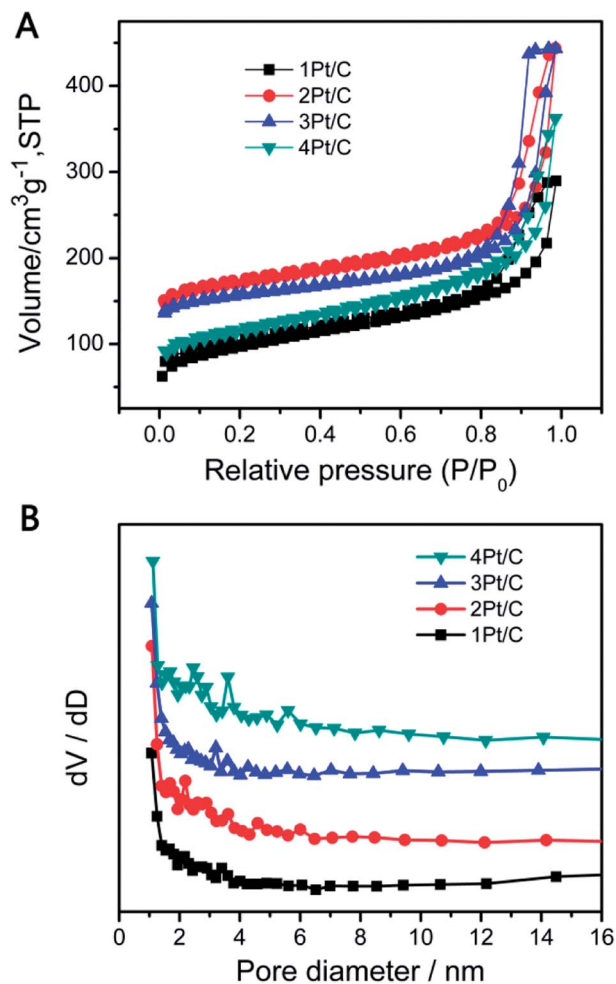 A
Volume/cm³g⁻¹,STP
400
300
200
100
1Pt/C
2Pt/C
3Pt/C
4Pt/C
0.0 0.2 0.4 0.6 0.8 1.0
Relative pressure (P/P₀)
B
dV / dD
4Pt/C
3Pt/C
2Pt/C
1Pt/C
0 2 4 6 8 10 12 14 16
Pore diameter / nm